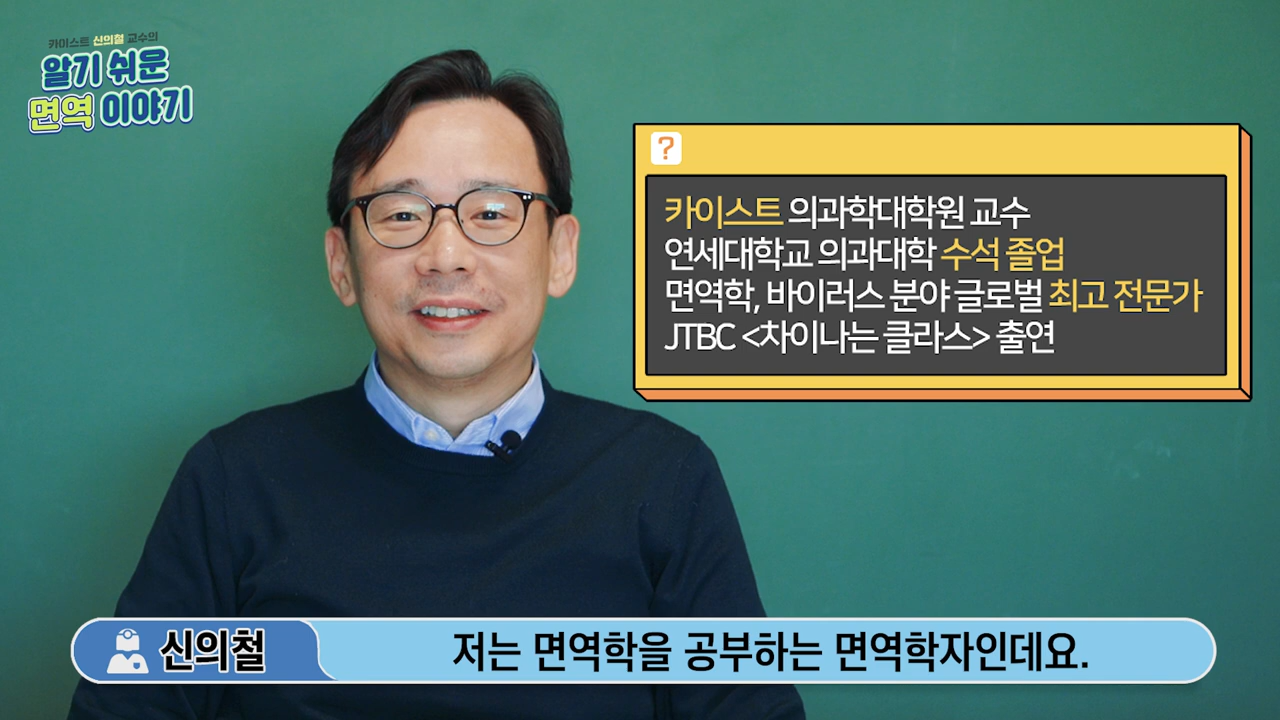 카이스트 신의철 교수의
알기 쉬운
면역 이야기
?
카이스트 의과학대학원 교수
연세대학교 의과대학 수석 졸업
면역학, 바이러스 분야 글로벌 최고 전문가
JTBC <차이나는 클라스> 출연
신의철
저는 면역학을 공부하는 면역학자인데요.